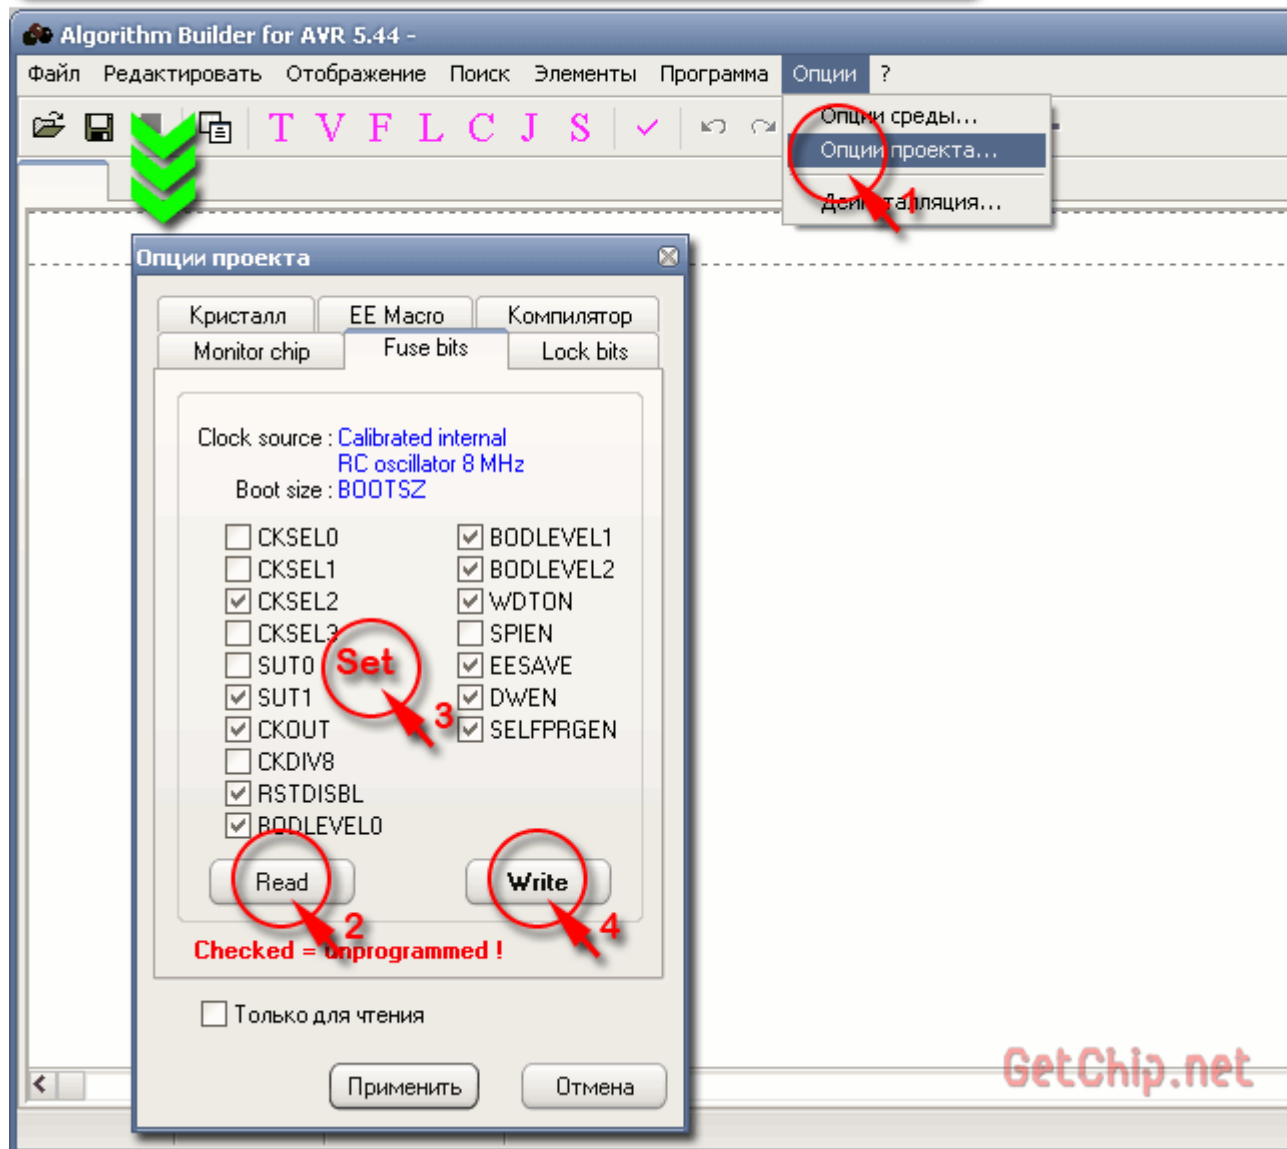 Algorithm Builder for AVR 5.44 -
Файл Редактировать Отображение Поиск Элементы Программа Опции ?
T V F L C J S
Опции среды...
Опции проекта...
1
Деинсталляция...
Опции проекта
Кристалл EE Macro Компилятор
Monitor chip Fuse bits Lock bits
Clock source : Calibrated internal
RC oscillator 8 MHz
Boot size : BOOTSZ
CKSEL0 BODLEVEL1
CKSEL1 BODLEVEL2
CKSEL2 WDTON
CKSEL3 SPIEN
SUT0 Set EESAVE
SUT1 DWEN
CKOUT 3 SELFPRGEN
CKDIV8
RSTDISBL
BODLEVEL0
Read Write
2 4
Checked = unprogrammed !
Только для чтения
Применить Отмена
GetChip.net